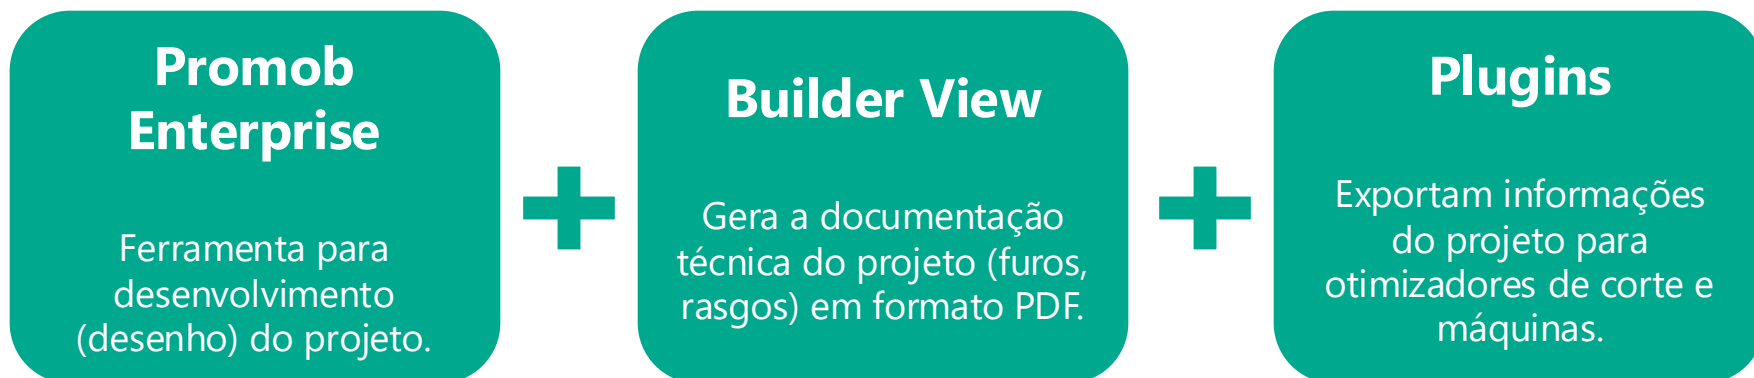 Promob
Enterprise
Ferramenta para
desenvolvimento
(desenho) do projeto.
Builder View
Gera a documentação
técnica do projeto (furos,
rasgos) em formato PDF.
Plugins
Exportam informações
do projeto para
otimizadores de corte e
máquinas.